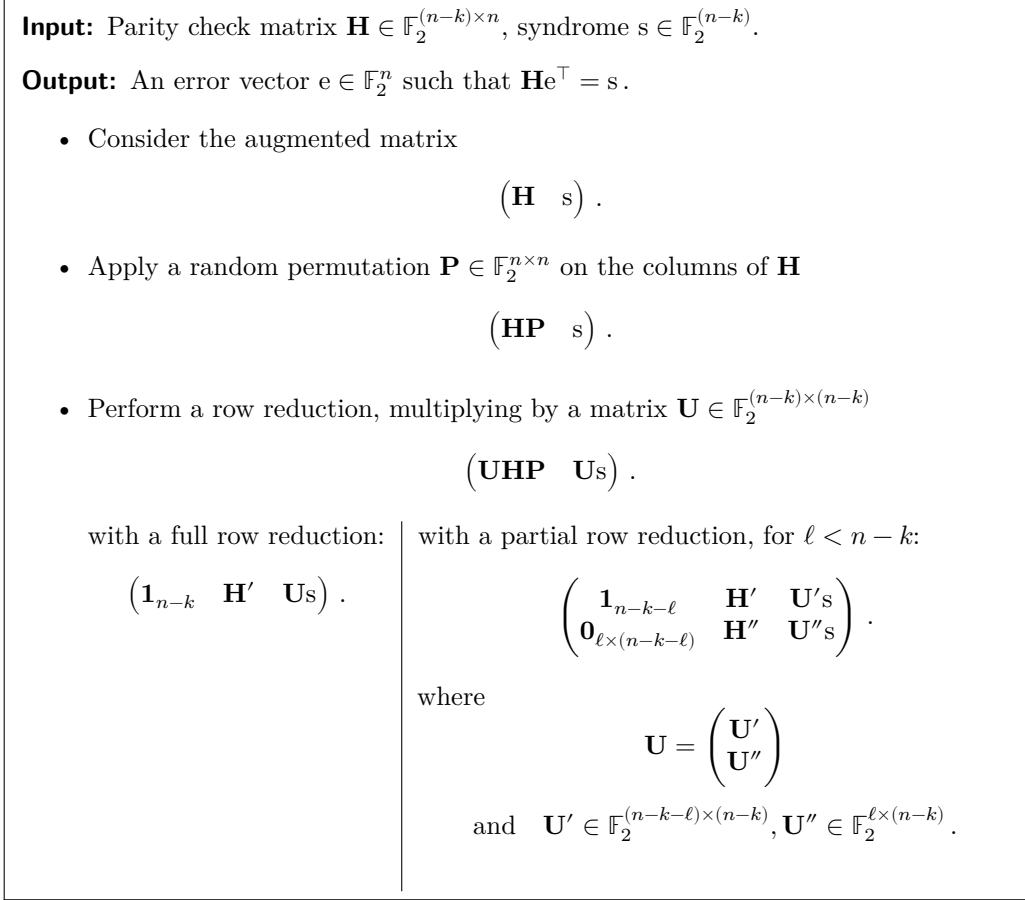 Input: Parity check matrix H ∈ 𝔽₂^{(n−k)×n}, syndrome s ∈ 𝔽₂^{(n−k)}.
Output: An error vector e ∈ 𝔽₂^n such that He^⊤ = s.
• Consider the augmented matrix
(H s) .
• Apply a random permutation P ∈ 𝔽₂^{n×n} on the columns of H
(HP s) .
• Perform a row reduction, multiplying by a matrix U ∈ 𝔽₂^{(n−k)×(n−k)}
(UHP Us) .
with a full row reduction:
(1_{n−k} H′ Us) .
with a partial row reduction, for ℓ < n − k:
(1_{n−k−ℓ} H′ U′s
0_{ℓ×(n−k−ℓ)} H″ U″s) .
where
U = (U′
U″)
and U′ ∈ 𝔽₂^{(n−k−ℓ)×(n−k)}, U″ ∈ 𝔽₂^{ℓ×(n−k)}.